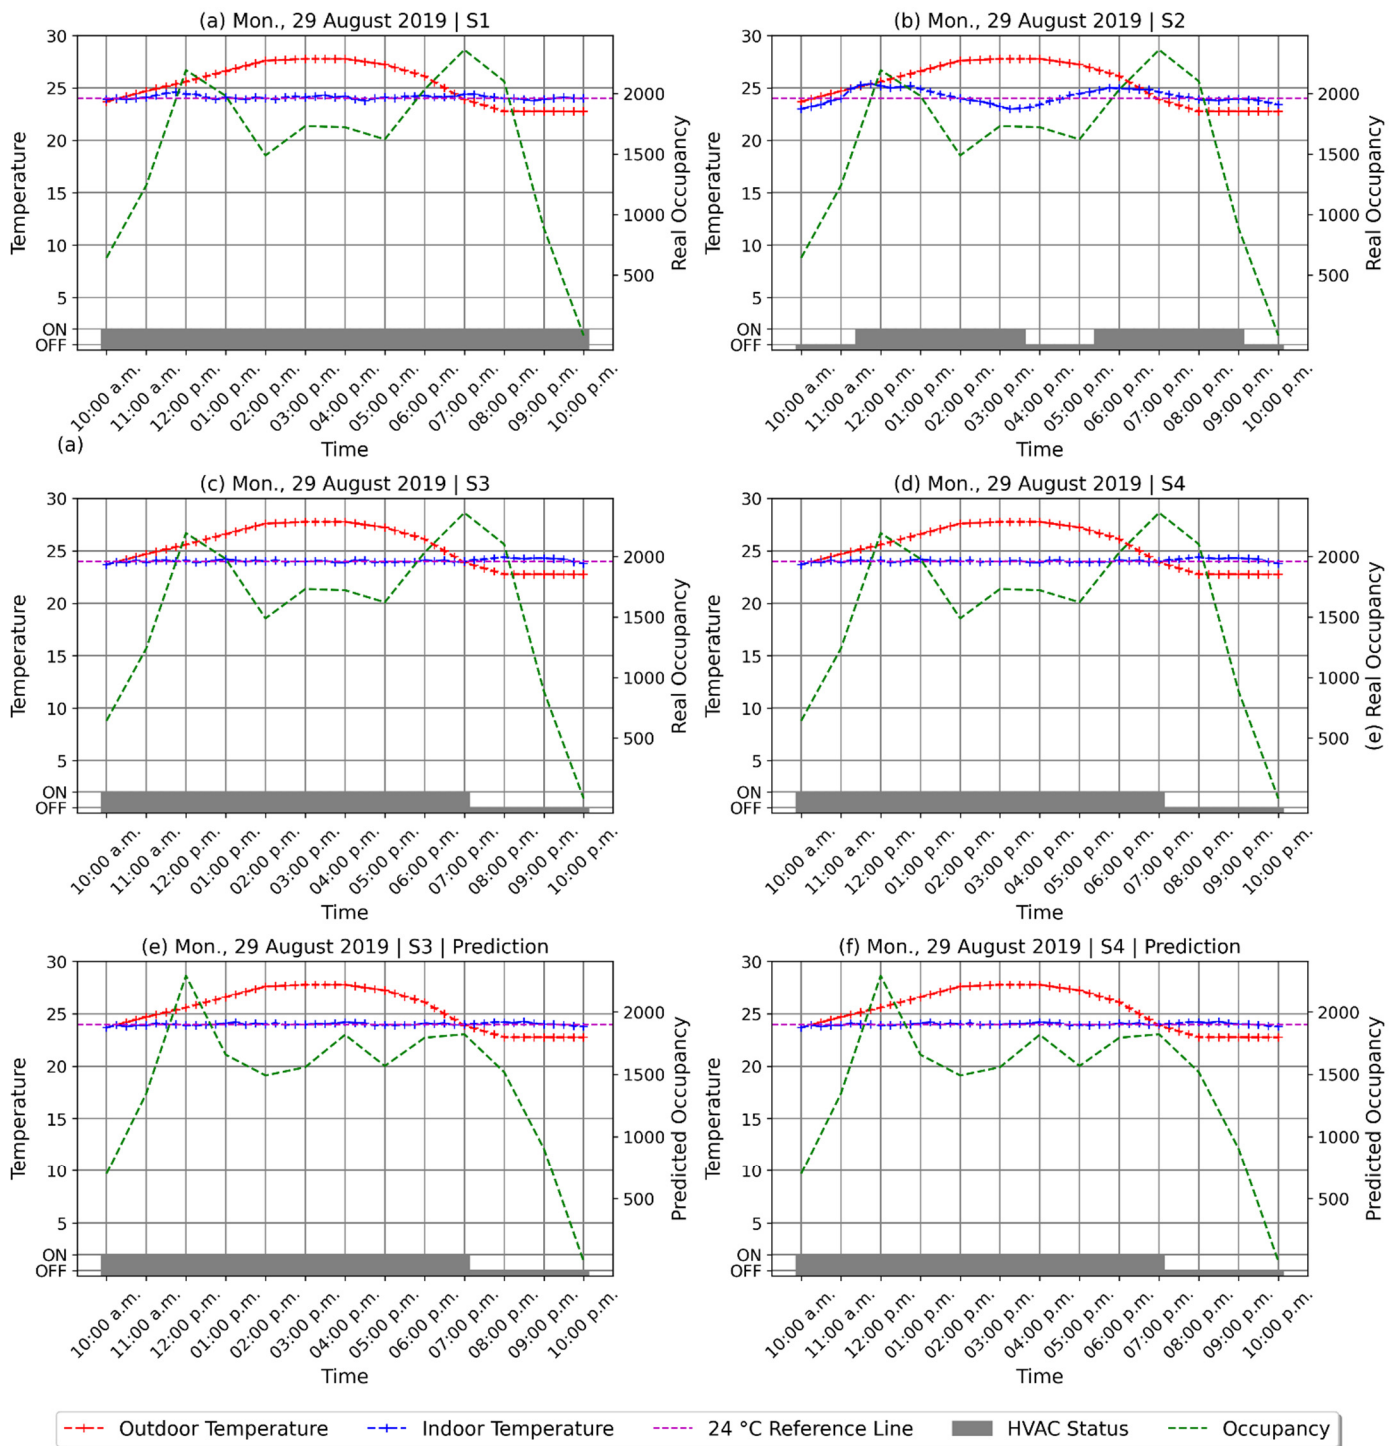 (a) Mon., 29 August 2019 | S1
30
25
20
15
10
5
ON
OFF
Temperature
2000
1500
1000
500
Real Occupancy
10:00 a.m.
11:00 a.m.
12:00 p.m.
01:00 p.m.
02:00 p.m.
03:00 p.m.
04:00 p.m.
05:00 p.m.
06:00 p.m.
07:00 p.m.
08:00 p.m.
09:00 p.m.
10:00 p.m.
Time
(a)
(b) Mon., 29 August 2019 | S2
30
25
20
15
10
5
ON
OFF
Temperature
2000
1500
1000
500
Real Occupancy
10:00 a.m.
11:00 a.m.
12:00 p.m.
01:00 p.m.
02:00 p.m.
03:00 p.m.
04:00 p.m.
05:00 p.m.
06:00 p.m.
07:00 p.m.
08:00 p.m.
09:00 p.m.
10:00 p.m.
Time
(c) Mon., 29 August 2019 | S3
30
25
20
15
10
5
ON
OFF
Temperature
2000
1500
1000
500
Real Occupancy
10:00 a.m.
11:00 a.m.
12:00 p.m.
01:00 p.m.
02:00 p.m.
03:00 p.m.
04:00 p.m.
05:00 p.m.
06:00 p.m.
07:00 p.m.
08:00 p.m.
09:00 p.m.
10:00 p.m.
Time
(d) Mon., 29 August 2019 | S4
30
25
20
15
10
5
ON
OFF
Temperature
2000
1500
1000
500
(e) Real Occupancy
10:00 a.m.
11:00 a.m.
12:00 p.m.
01:00 p.m.
02:00 p.m.
03:00 p.m.
04:00 p.m.
05:00 p.m.
06:00 p.m.
07:00 p.m.
08:00 p.m.
09:00 p.m.
10:00 p.m.
Time
(e) Mon., 29 August 2019 | S3 | Prediction
30
25
20
15
10
5
ON
OFF
Temperature
2000
1500
1000
500
Predicted Occupancy
10:00 a.m.
11:00 a.m.
12:00 p.m.
01:00 p.m.
02:00 p.m.
03:00 p.m.
04:00 p.m.
05:00 p.m.
06:00 p.m.
07:00 p.m.
08:00 p.m.
09:00 p.m.
10:00 p.m.
Time
(f) Mon., 29 August 2019 | S4 | Prediction
30
25
20
15
10
5
ON
OFF
Temperature
2000
1500
1000
500
Predicted Occupancy
10:00 a.m.
11:00 a.m.
12:00 p.m.
01:00 p.m.
02:00 p.m.
03:00 p.m.
04:00 p.m.
05:00 p.m.
06:00 p.m.
07:00 p.m.
08:00 p.m.
09:00 p.m.
10:00 p.m.
Time
Outdoor Temperature
Indoor Temperature
24 °C Reference Line
HVAC Status
Occupancy